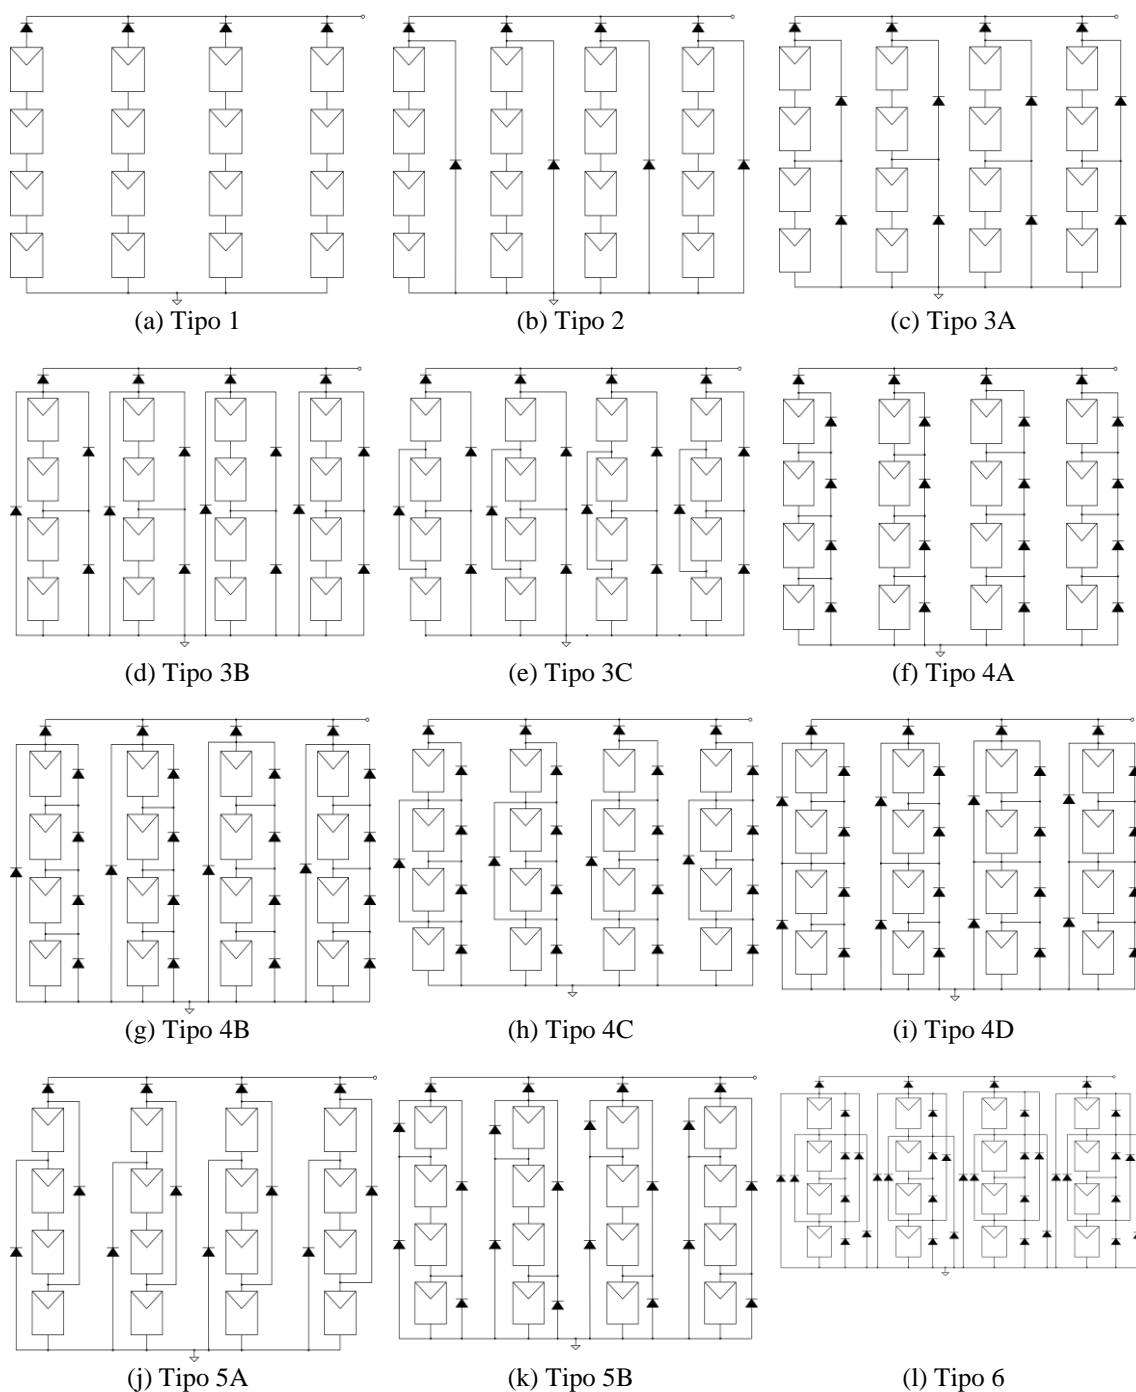 (a) Tipo 1
(b) Tipo 2
(c) Tipo 3A
(d) Tipo 3B
(e) Tipo 3C
(f) Tipo 4A
(g) Tipo 4B
(h) Tipo 4C
(i) Tipo 4D
(j) Tipo 5A
(k) Tipo 5B
(l) Tipo 6